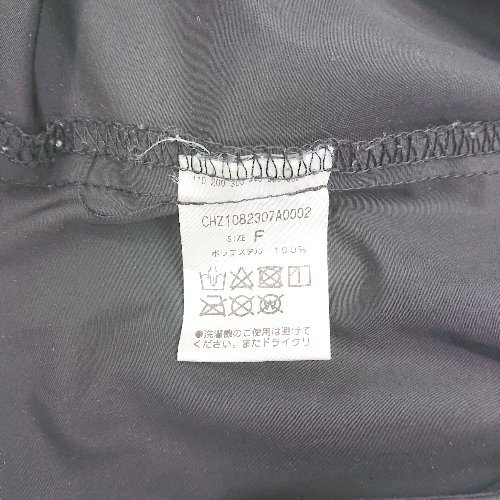 CHZ1082307A0002
SIZE F
ポリエステル 100%
●洗濯機のご使用は避けて
ください。またドライクリ